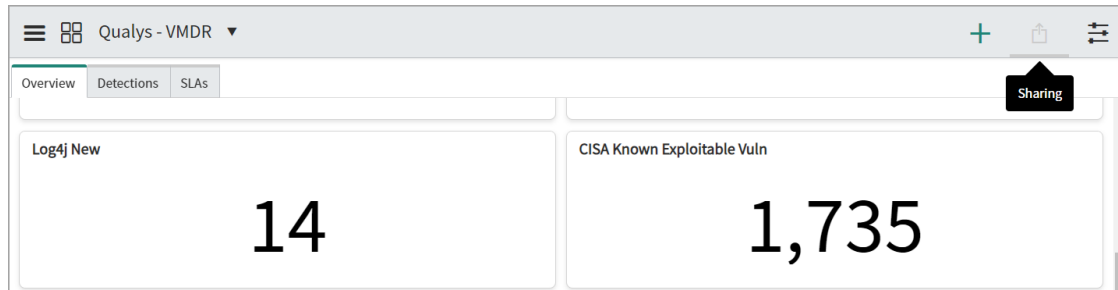 Qualys - VMDR
Overview Detections SLAs
Sharing
Log4j New
CISA Known Exploitable Vuln
14
1,735